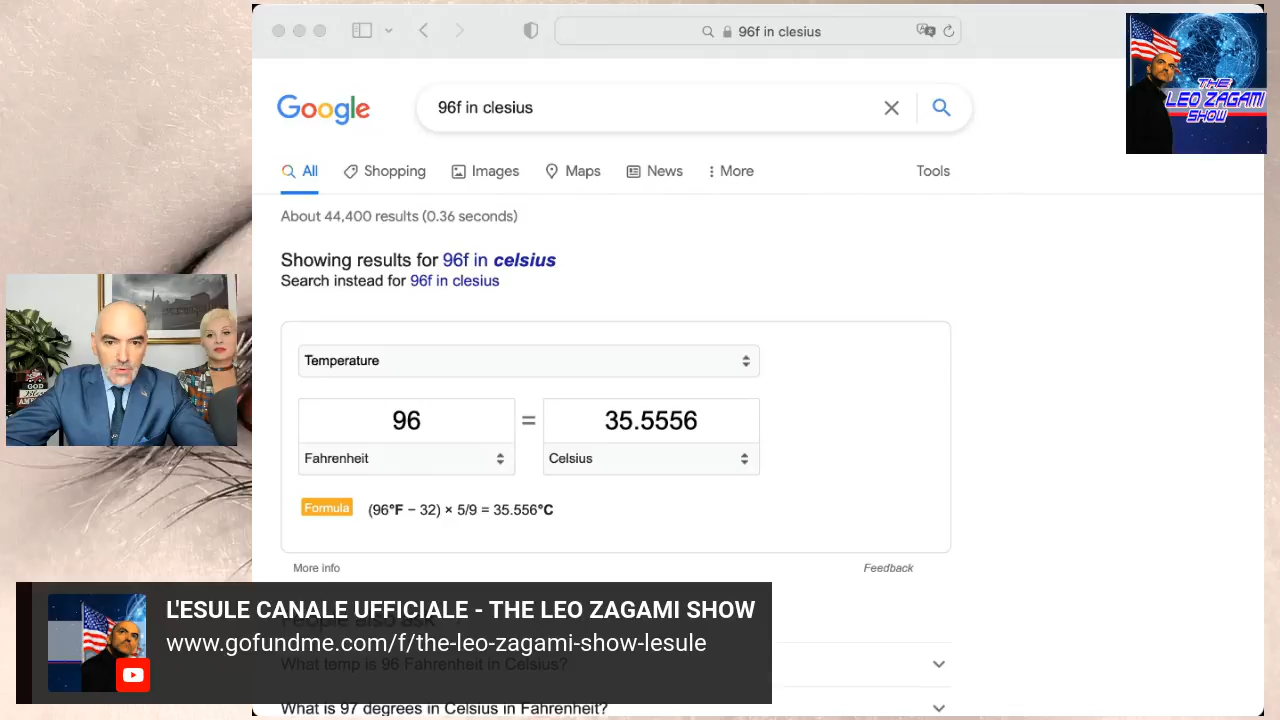 96f in clesius
THE
LEO ZAGAMI
SHOW
Google
96f in clesius
All
Shopping
Images
Maps
News
More
Tools
About 44,400 results (0.36 seconds)
Showing results for 96f in celsius
Search instead for 96f in clesius
Temperature
96 = 35.5556
Fahrenheit
Celsius
Formula (96°F − 32) × 5/9 = 35.556°C
More info
Feedback
GOD
L'ESULE CANALE UFFICIALE - THE LEO ZAGAMI SHOW
People also ask
www.gofundme.com/f/the-leo-zagami-show-lesule
What temp is 96 Fahrenheit in Celsius?
What is 97 degrees in Celsius in Fahrenheit?